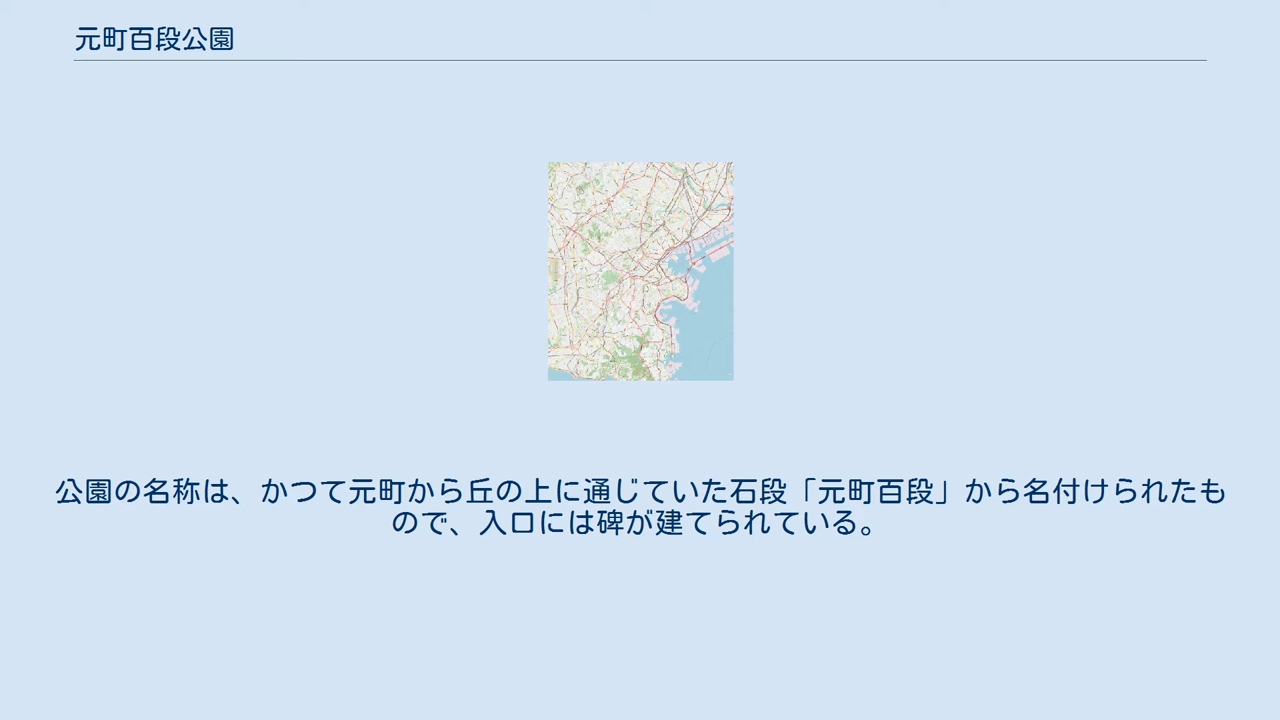 元町百段公園
公園の名称は、かつて元町から丘の上に通じていた石段「元町百段」から名付けられたも
ので、入口には碑が建てられている。